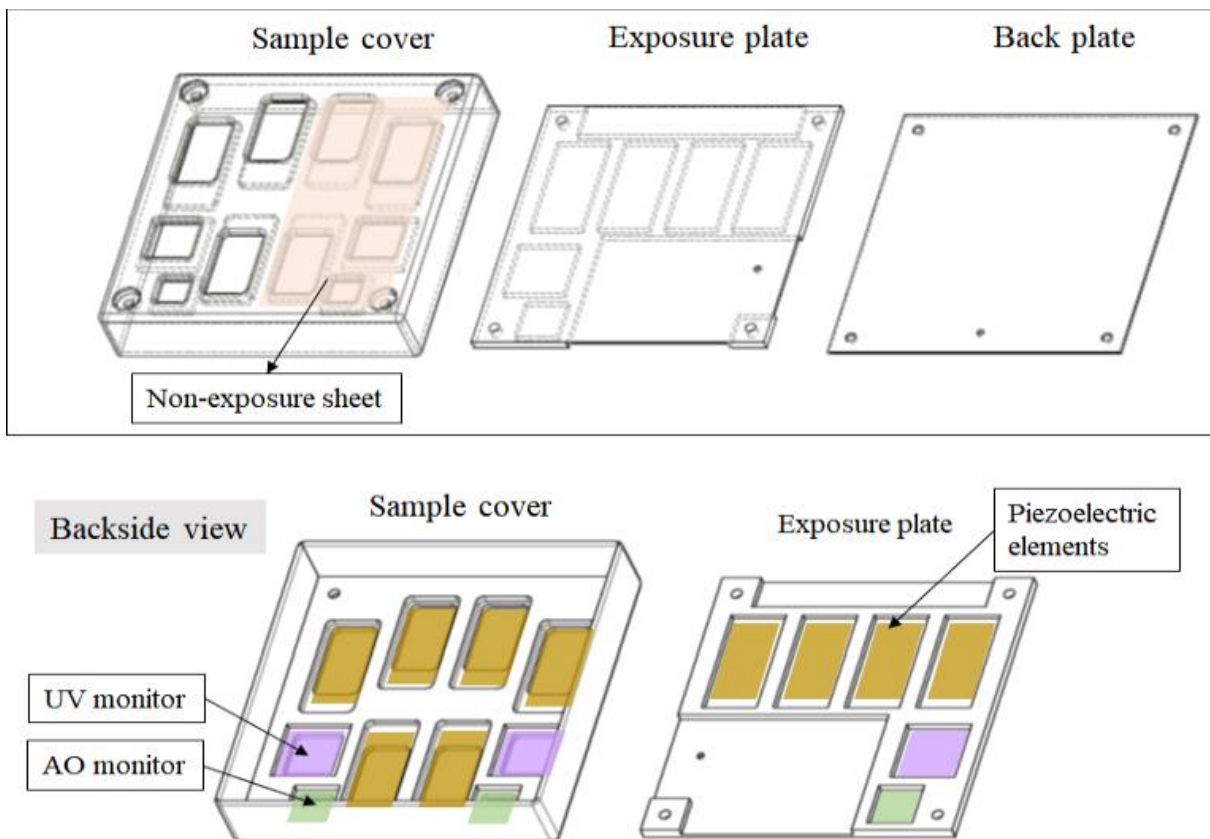 Sample cover
Exposure plate
Back plate
Non-exposure sheet
Backside view
Sample cover
Exposure plate
Piezoelectric
elements
UV monitor
AO monitor